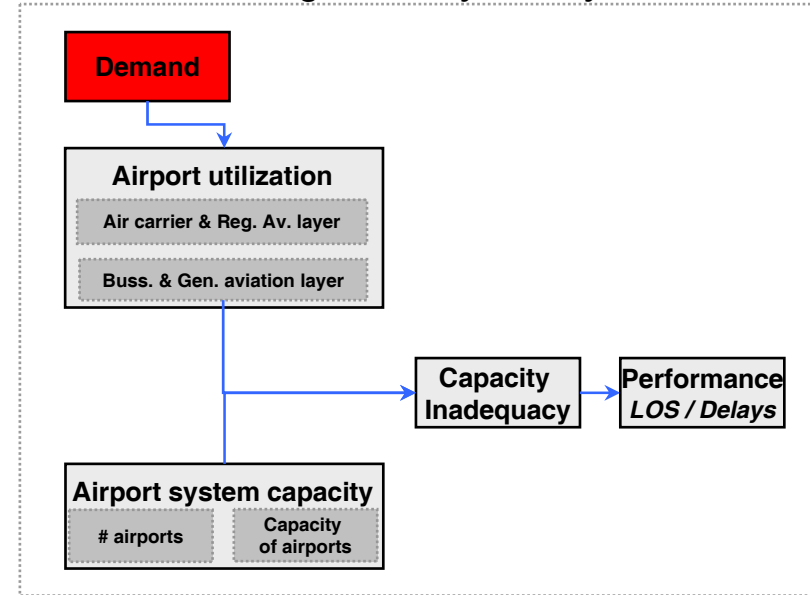 Demand
Airport utilization
Air carrier & Reg. Av. layer
Buss. & Gen. aviation layer
Capacity
Inadequacy
Performance
LOS / Delays
Airport system capacity
# airports
Capacity
of airports